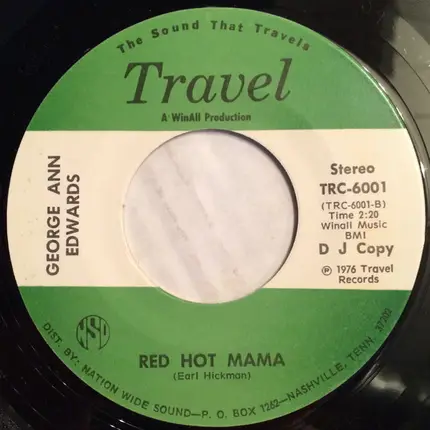 The Sound That Travels
Travel
A WinAll Production
GEORGE ANN
EDWARDS
Stereo
TRC-6001
(TRC-6001-B)
Time 2:20
Winall Music
BMI
D J Copy
℗ 1976 Travel
Records
NSD
RED HOT MAMA
(Earl Hickman)
DIST. BY: NATION WIDE SOUND—P. O. BOX 1262—NASHVILLE, TENN. 37202